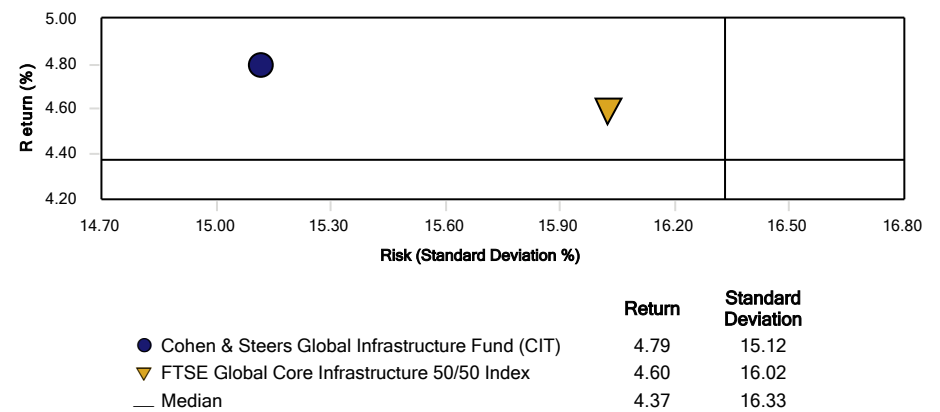 5.00
4.80
4.60
4.40
4.20
Return (%)
14.70 15.00 15.30 15.60 15.90 16.20 16.50 16.80
Risk (Standard Deviation %)
Return Standard Deviation
Cohen & Steers Global Infrastructure Fund (CIT) 4.79 15.12
FTSE Global Core Infrastructure 50/50 Index 4.60 16.02
Median 4.37 16.33